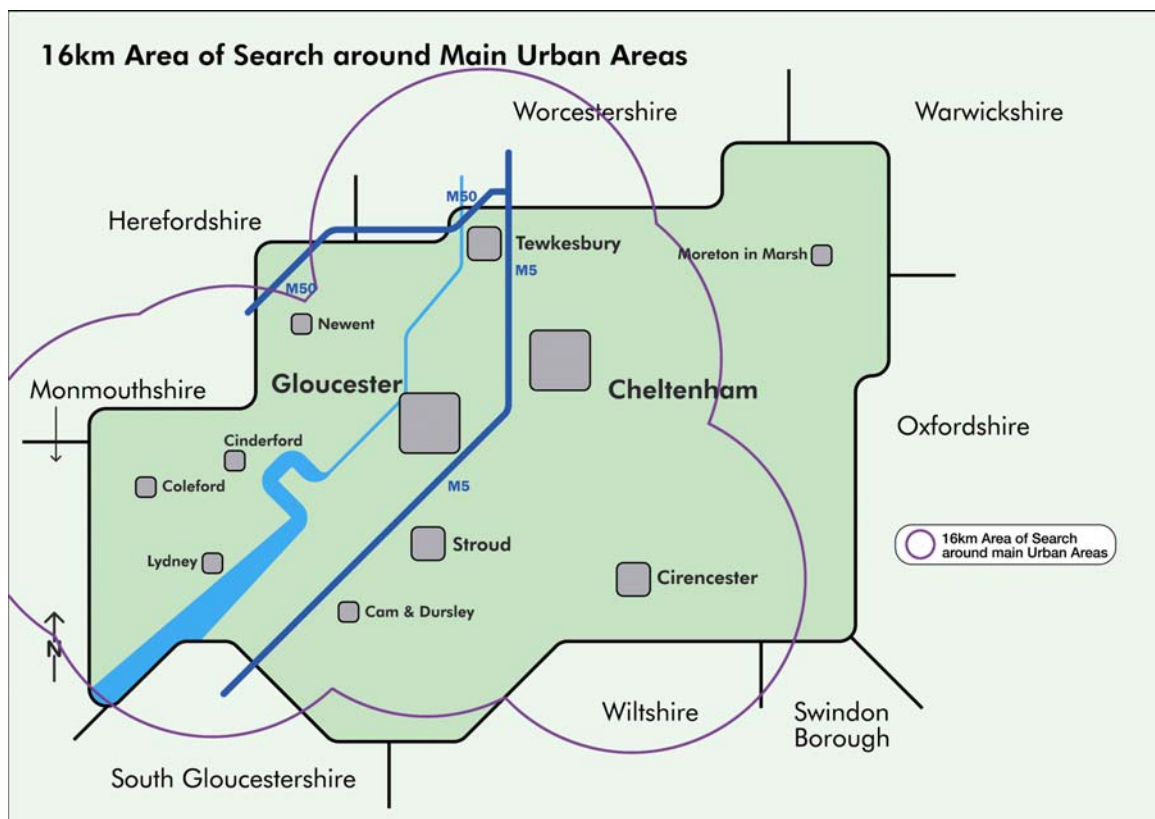 16km Area of Search around Main Urban Areas
Worcestershire
Warwickshire
Herefordshire
M50
Tewkesbury
Moreton in Marsh
M5
M50
Newent
Gloucester
Cheltenham
Monmouthshire
Oxfordshire
Cinderford
Coleford
M5
16km Area of Search
around main Urban Areas
Stroud
Lydney
Cirencester
Cam & Dursley
N
Wiltshire
Swindon
Borough
South Gloucestershire